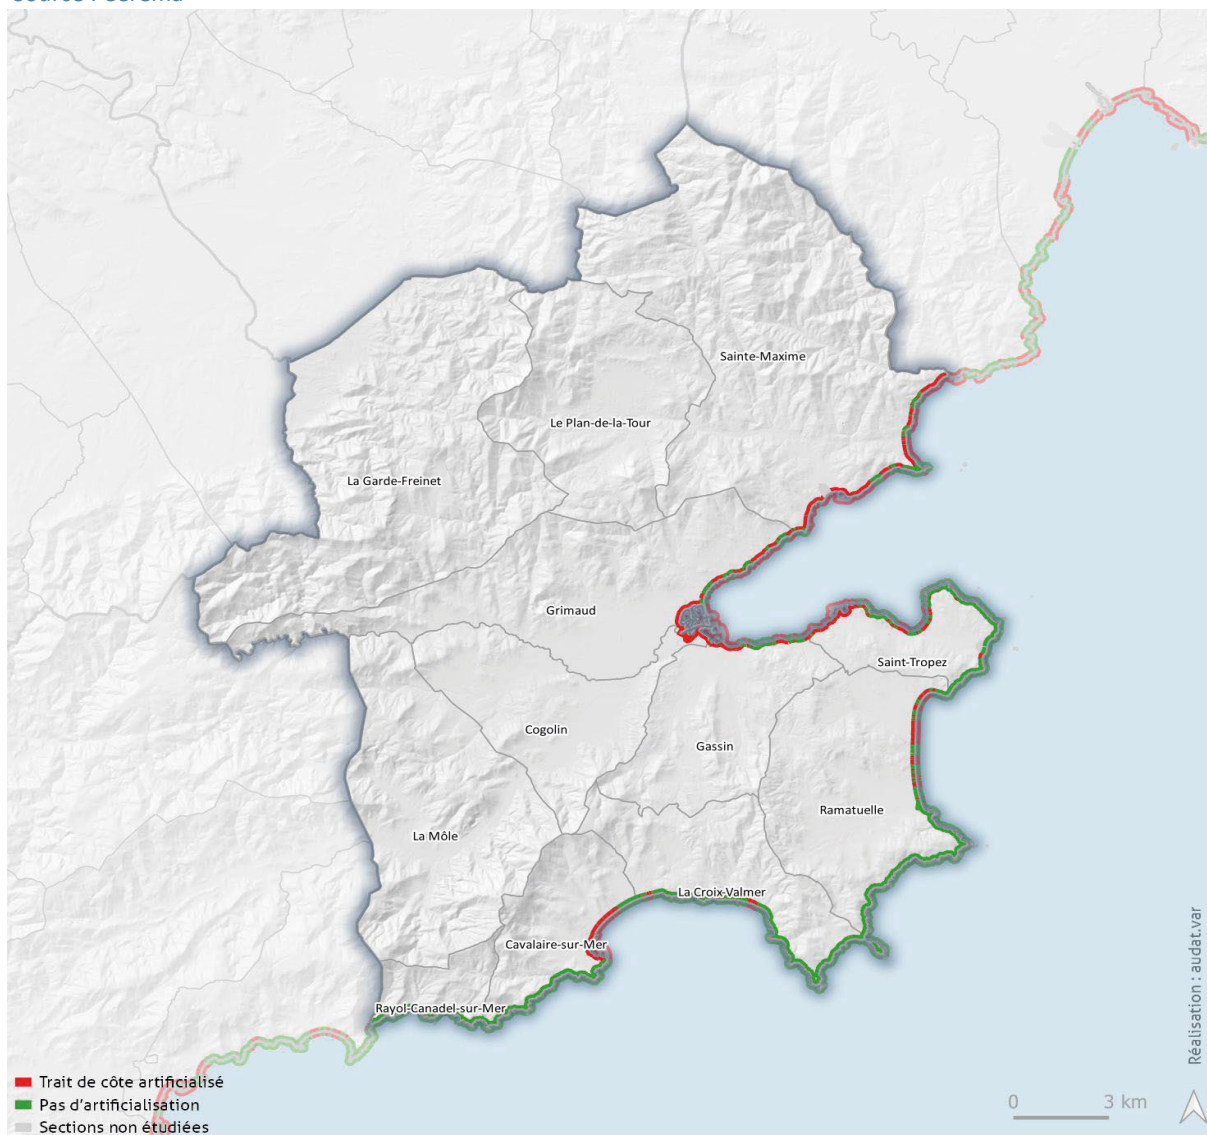 Source : Cerema
Sainte-Maxime
Le Plan-de-la-Tour
La Garde-Freinet
Grimaud
Saint-Tropez
Cogolin
Gassin
Ramatuelle
La Môle
La Croix-Valmer
Cavalaire-sur-Mer
Rayol-Canadel-sur-Mer
Réalisation : audat.var
Trait de côte artificialisé
Pas d'artificialisation
Sections non étudiées
0 3 km